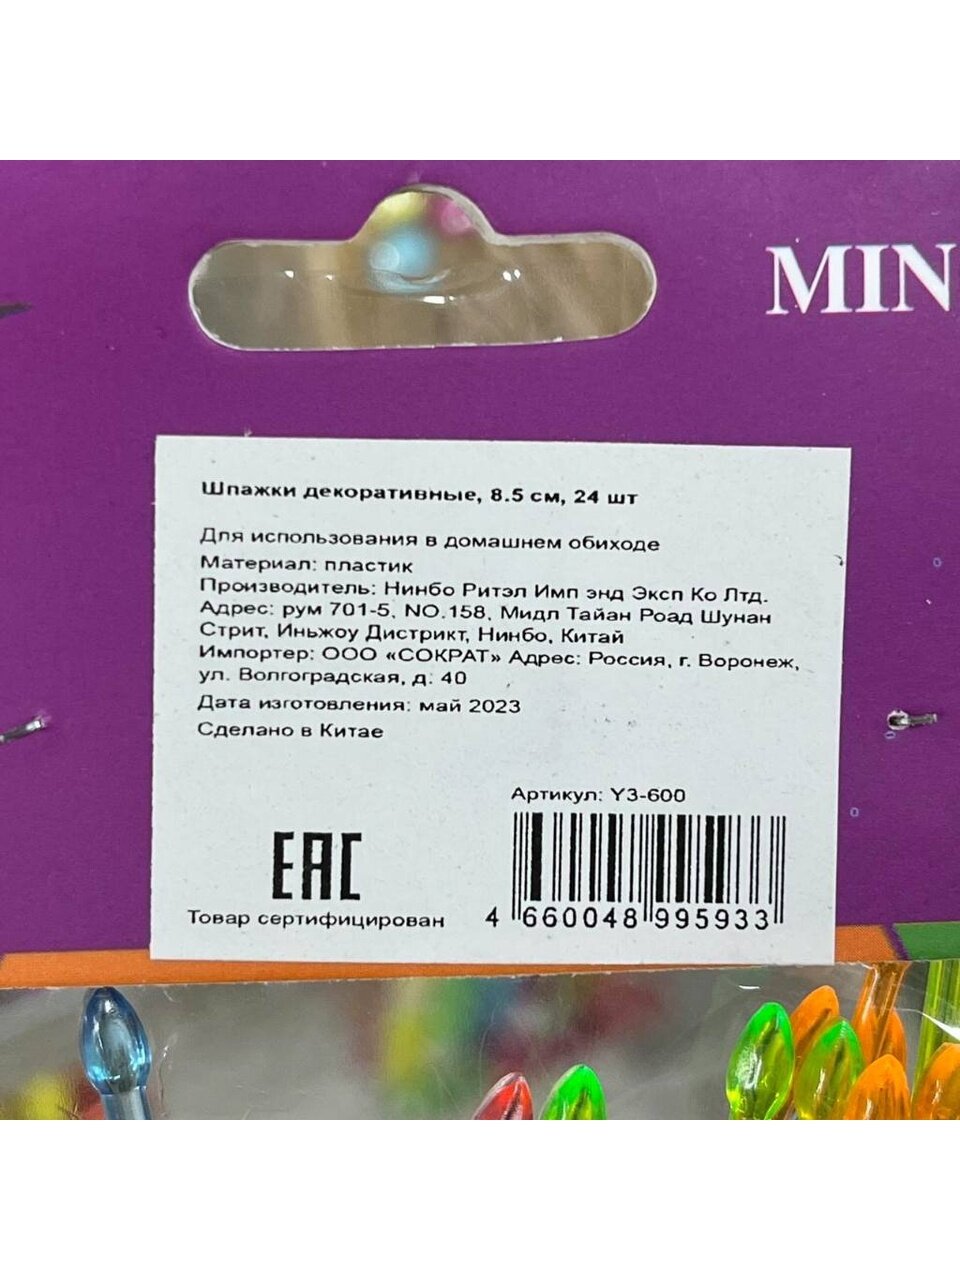 MIN
Шпажки декоративные, 8.5 см, 24 шт
Для использования в домашнем обиходе
Материал: пластик
Производитель: Нинбо Ритэл Имп энд Эксп Ко Лтд.
Адрес: рум 701-5, NO.158, Мидл Тайан Роад Шунан
Стрит, Иньжоу Дистрикт, Нинбо, Китай
Импортер: ООО «СОКРАТ» Адрес: Россия, г. Воронеж,
ул. Волгоградская, д: 40
Дата изготовления: май 2023
Сделано в Китае
Артикул: Y3-600
EAC
Товар сертифицирован
4 660048 995933